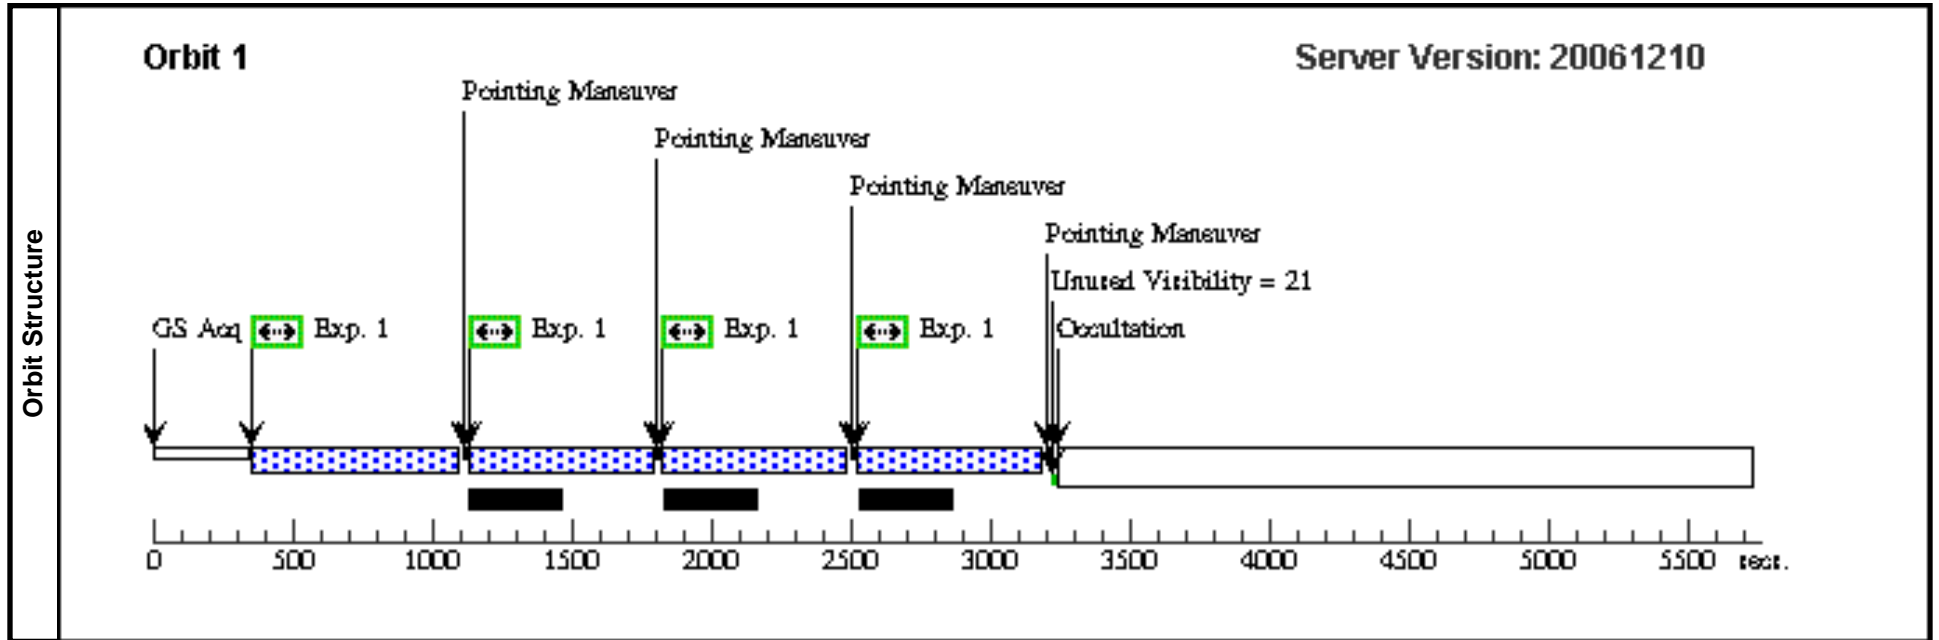 Orbit Structure
Orbit 1
Server Version: 20061210
Pointing Maneuver
Pointing Maneuver
Pointing Maneuver
Pointing Maneuver
Unused Visibility = 21
GS Acq Exp. 1 Exp. 1 Exp. 1 Exp. 1 Occultation
0 500 1000 1500 2000 2500 3000 3500 4000 4500 5000 5500 secs.